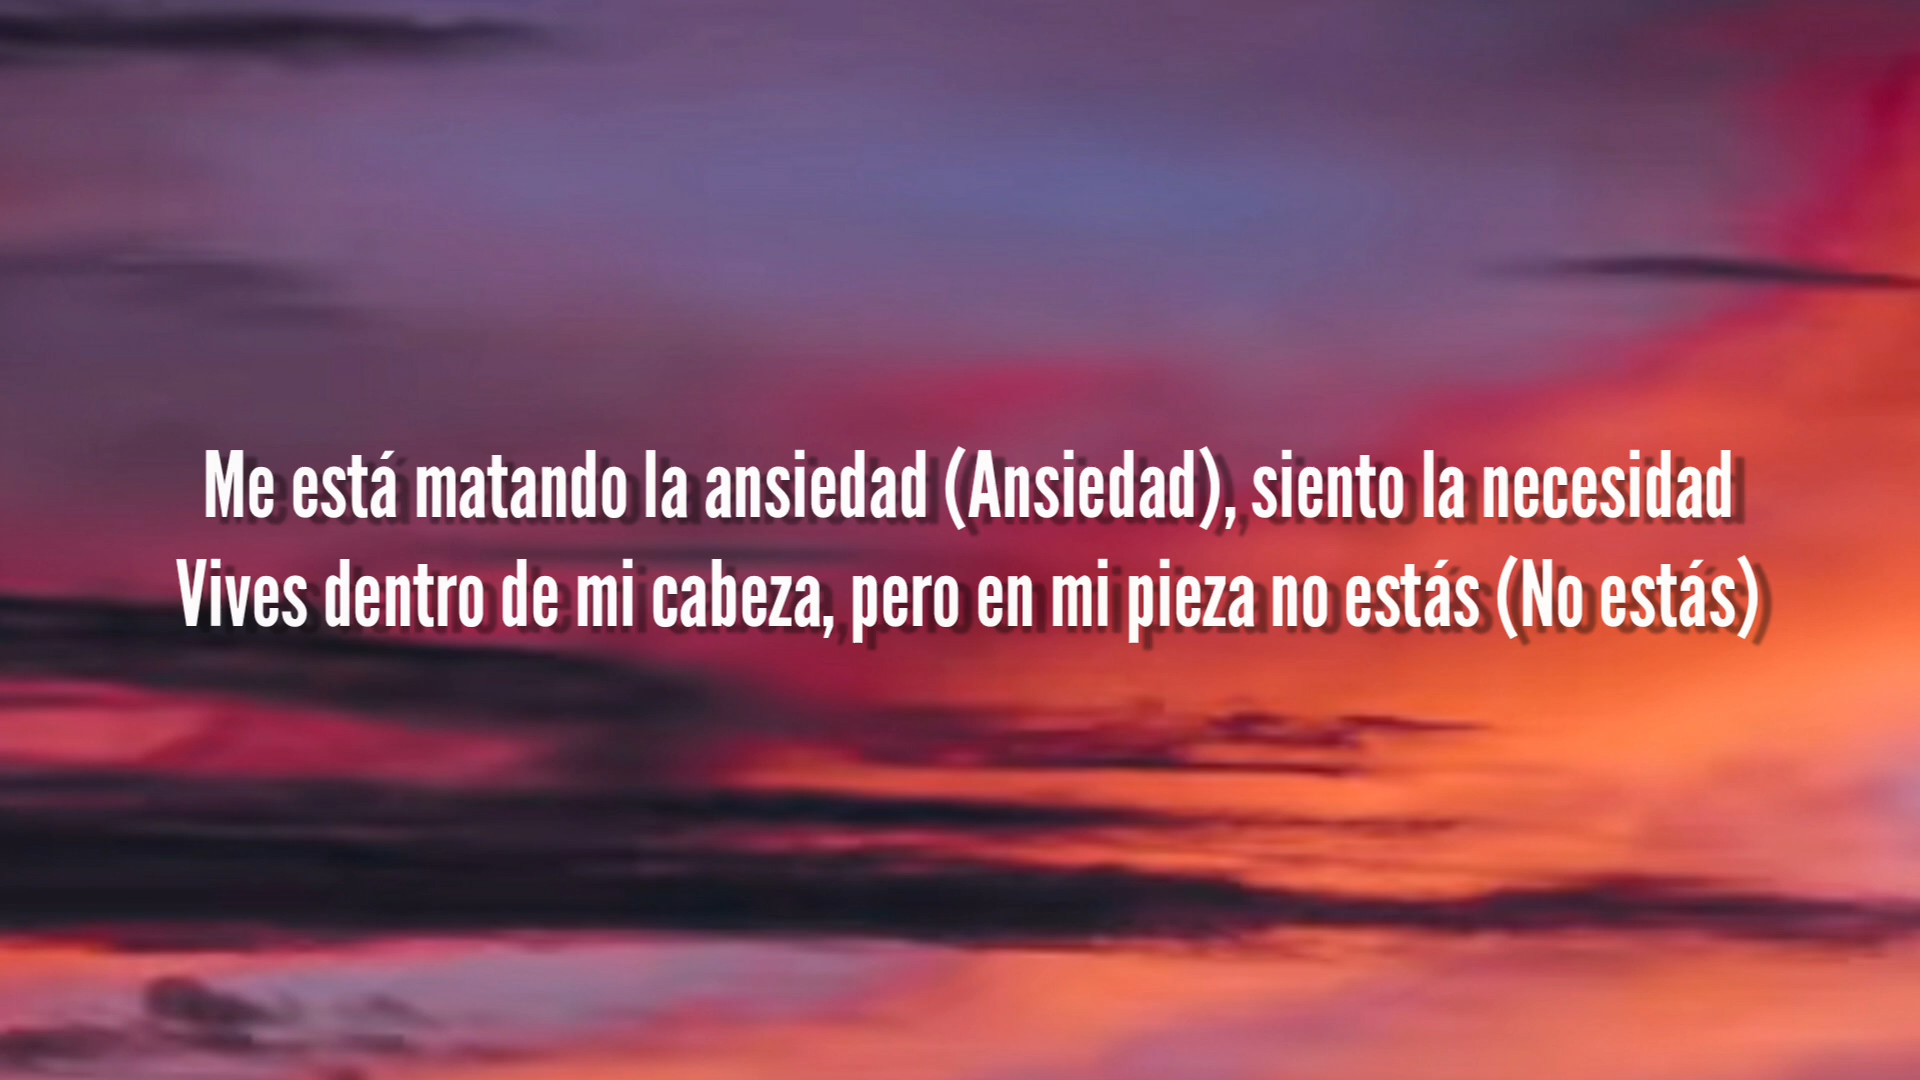 Me está matando la ansiedad (Ansiedad), siento la necesidad
Vives dentro de mi cabeza, pero en mi pieza no estás (No estás)